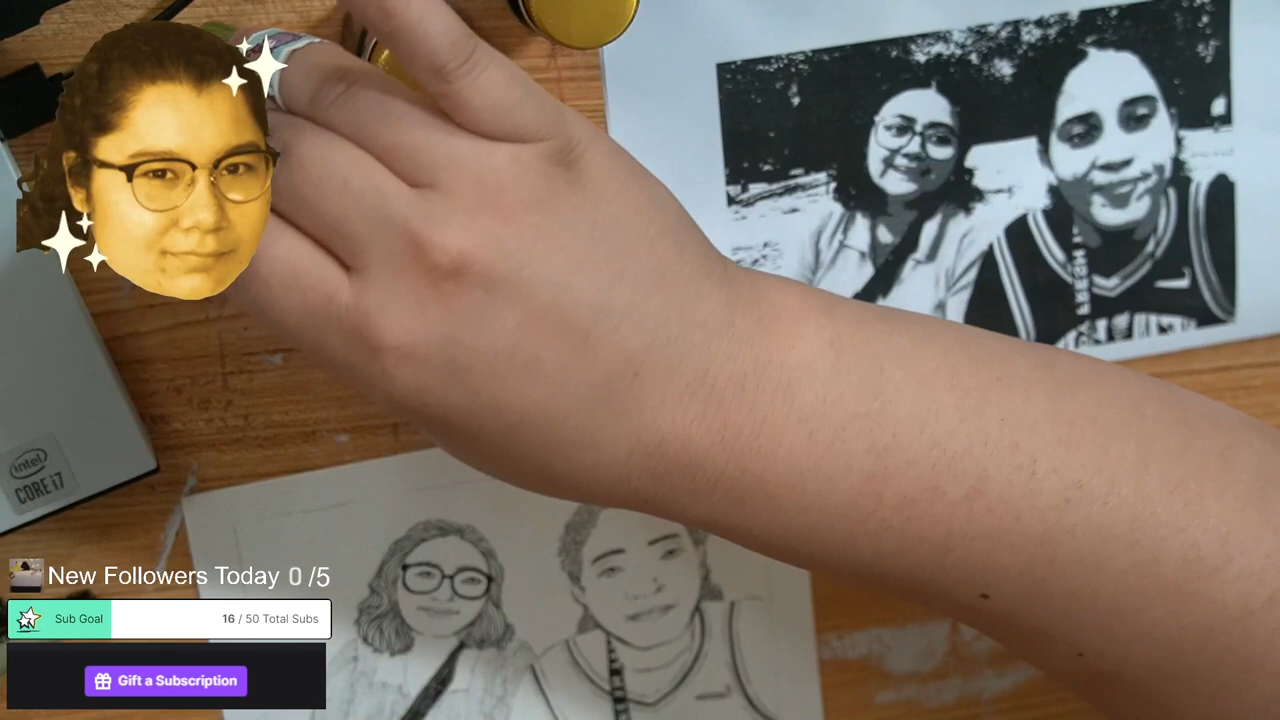 intel
CORE i7
New Followers Today 0 /5
Sub Goal 16 / 50 Total Subs
Gift a Subscription